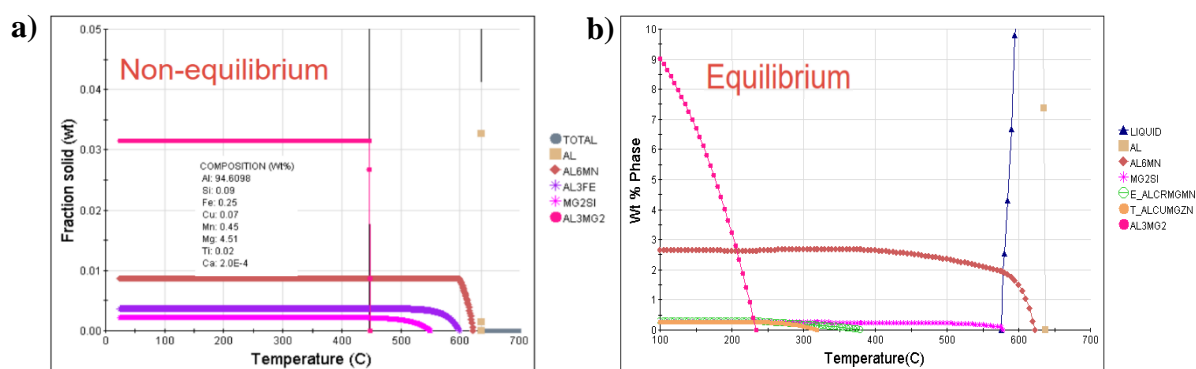 a)
Non-equilibrium
Fraction solid (wt)
0.05
0.04
0.03
0.02
0.01
0.00
COMPOSITION (Wt%)
Al: 94.6098
Si: 0.09
Fe: 0.25
Cu: 0.07
Mn: 0.45
Mg: 4.51
Ti: 0.02
Ca: 2.0E-4
0 100 200 300 400 500 600 700
Temperature (C)
TOTAL
AL
AL6MN
AL3FE
MG2SI
AL3MG2
b)
Equilibrium
Wt % Phase
10
9
8
7
6
5
4
3
2
1
0
100 200 300 400 500 600 700
Temperature(C)
LIQUID
AL
AL6MN
MG2SI
E_ALCRMGMN
T_ALCUMGZN
AL3MG2